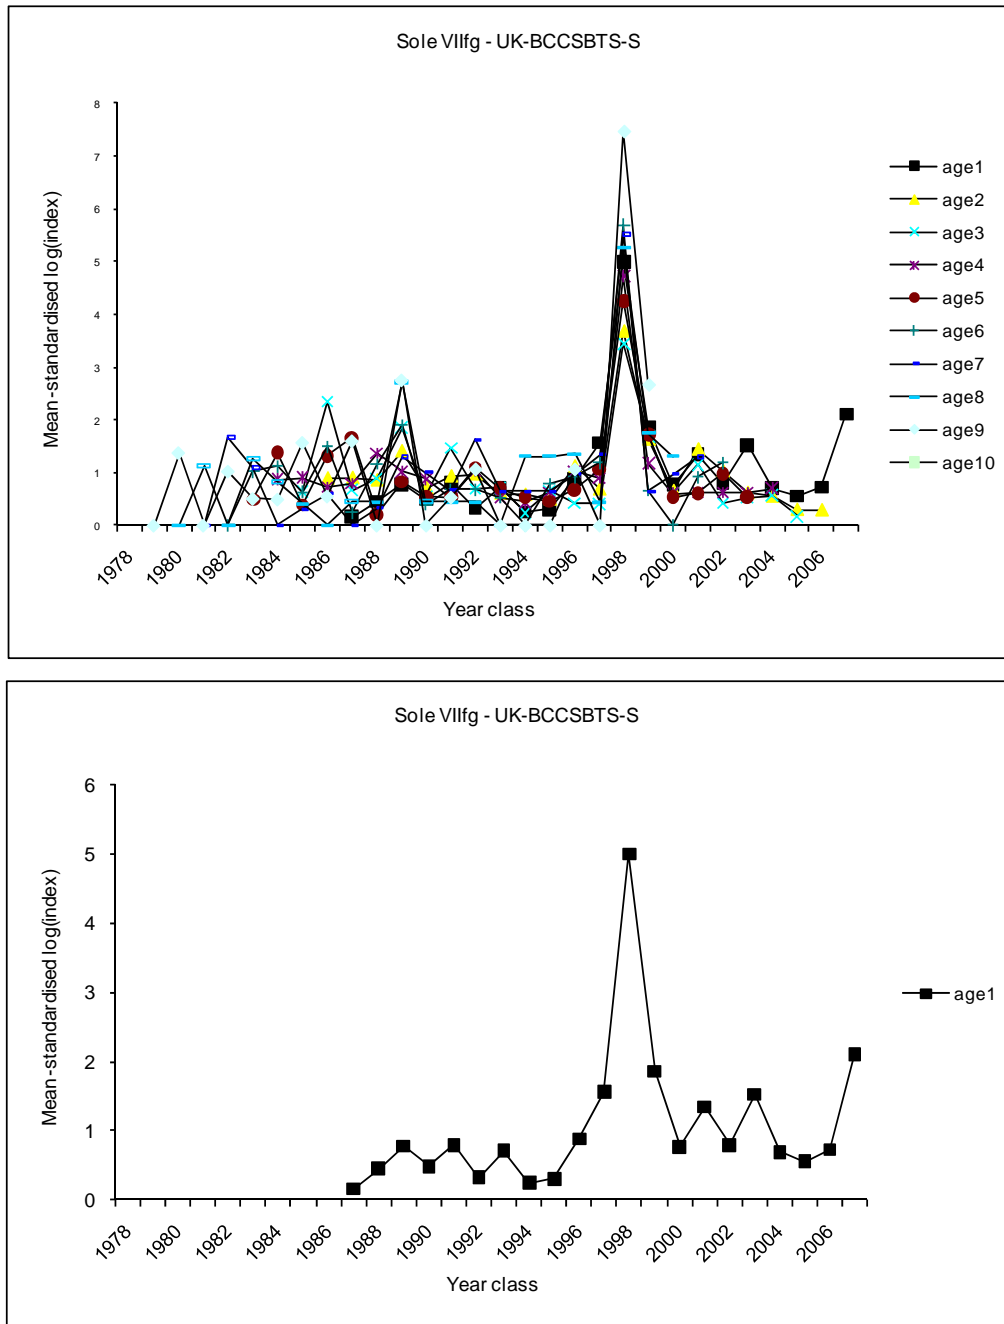 Sole VIIfg - UK-BCCSBTS-S
Mean-standardised log(index)
8
7
6
5
4
3
2
1
0
1978 1980 1982 1984 1986 1988 1990 1992 1994 1996 1998 2000 2002 2004 2006
Year class
age1
age2
age3
age4
age5
age6
age7
age8
age9
age10
Sole VIIfg - UK-BCCSBTS-S
Mean-standardised log(index)
6
5
4
3
2
1
0
1978 1980 1982 1984 1986 1988 1990 1992 1994 1996 1998 2000 2002 2004 2006
Year class
age1